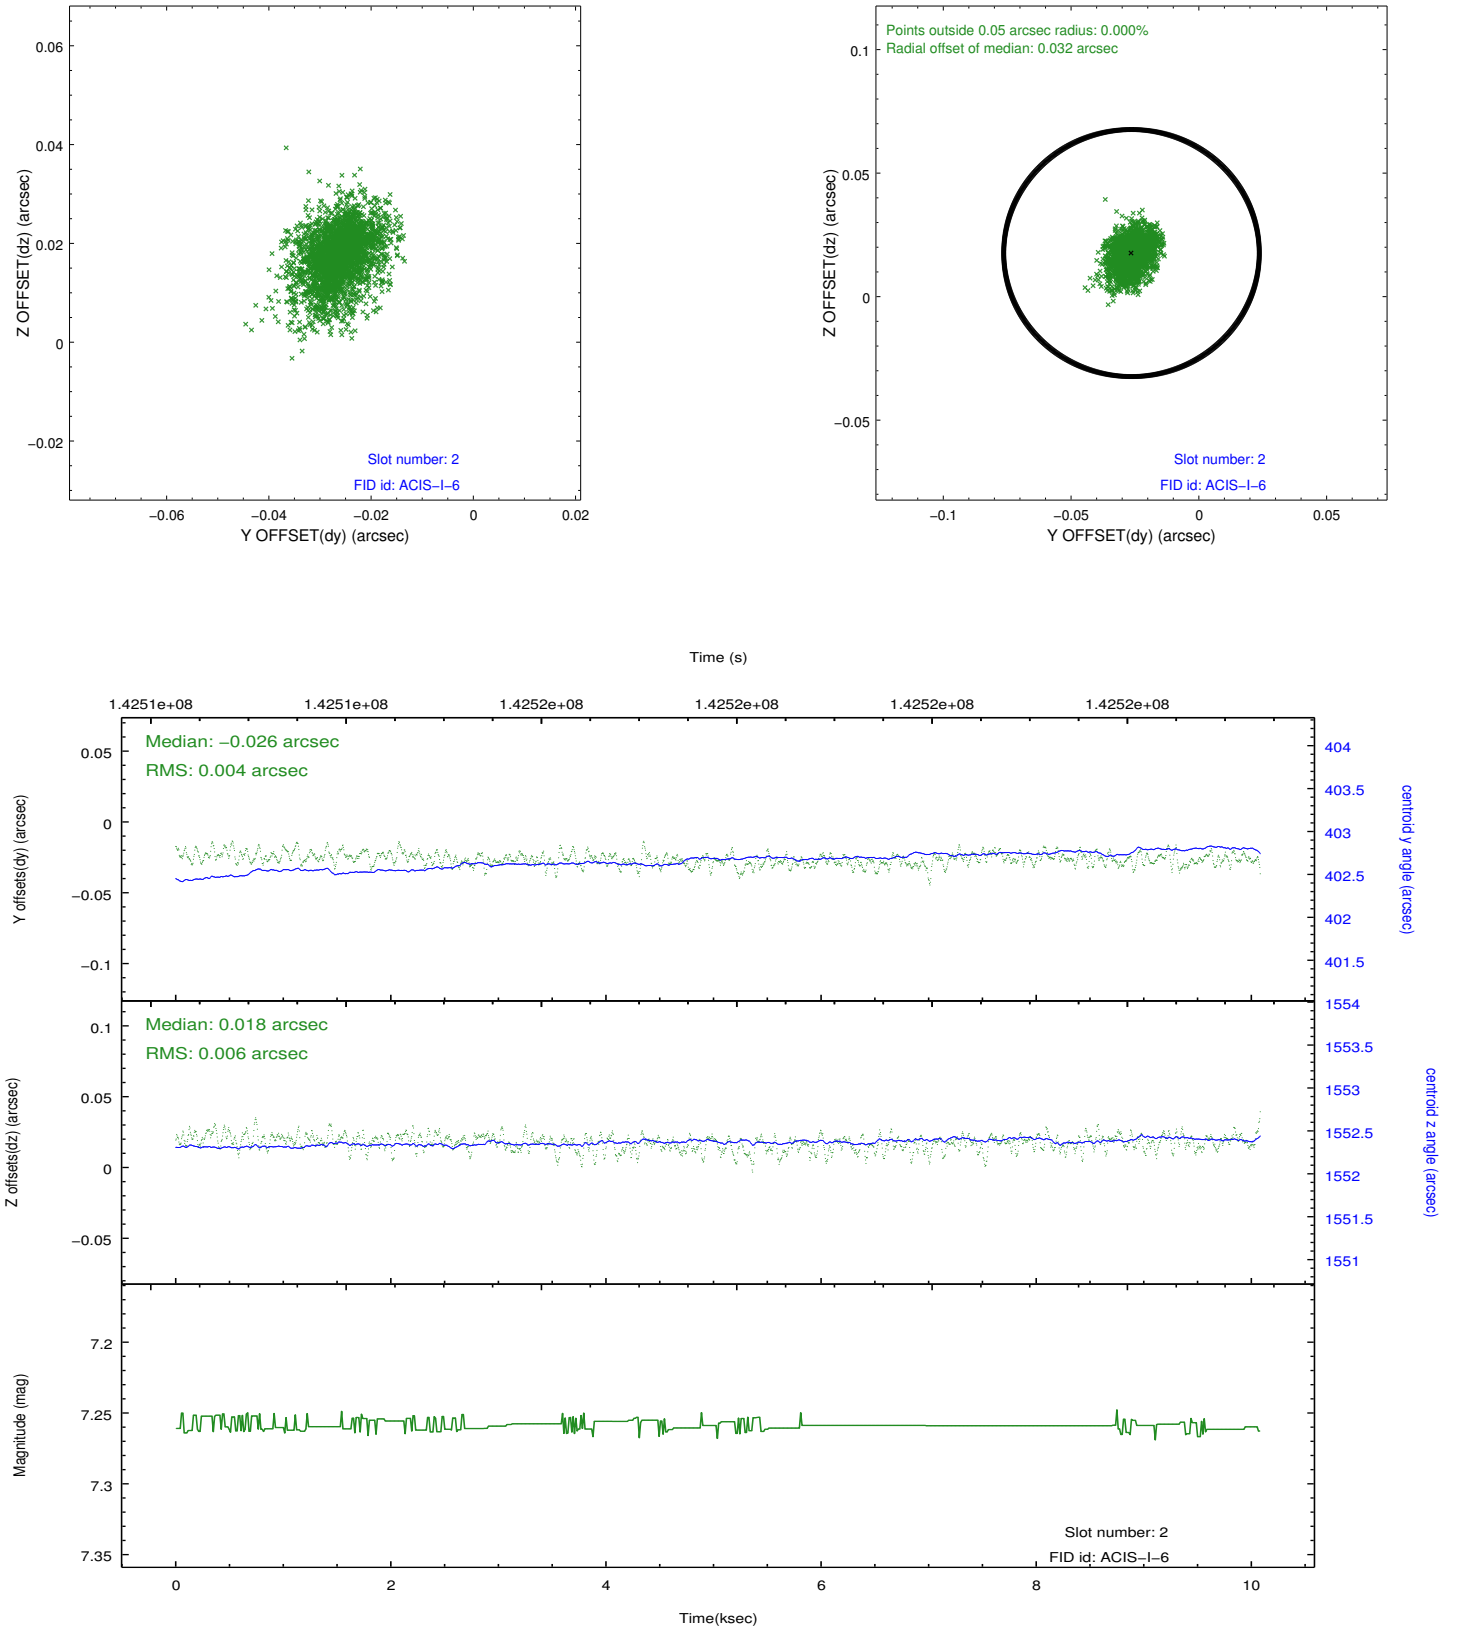 0.06
0.04
0.02
0
−0.02
Z OFFSET(dz) (arcsec)
Slot number: 2
FID id: ACIS−I−6
−0.06
−0.04
−0.02
0
0.02
Y OFFSET(dy) (arcsec)
Points outside 0.05 arcsec radius: 0.000%
Radial offset of median: 0.032 arcsec
0.1
0.05
0
−0.05
Z OFFSET(dz) (arcsec)
Slot number: 2
FID id: ACIS−I−6
−0.1
−0.05
0
0.05
Y OFFSET(dy) (arcsec)
Time (s)
1.4251e+08
1.4251e+08
1.4252e+08
1.4252e+08
1.4252e+08
1.4252e+08
Median: −0.026 arcsec
RMS: 0.004 arcsec
0.05
0
−0.05
−0.1
Y offsets(dy) (arcsec)
404
403.5
403
402.5
402
401.5
centroid y angle (arcsec)
Median: 0.018 arcsec
RMS: 0.006 arcsec
0.1
0.05
0
−0.05
Z offsets(dz) (arcsec)
1554
1553.5
1553
1552.5
1552
1551.5
1551
centroid z angle (arcsec)
7.2
7.25
7.3
7.35
Magnitude (mag)
Slot number: 2
FID id: ACIS−I−6
0
2
4
6
8
10
Time(ksec)